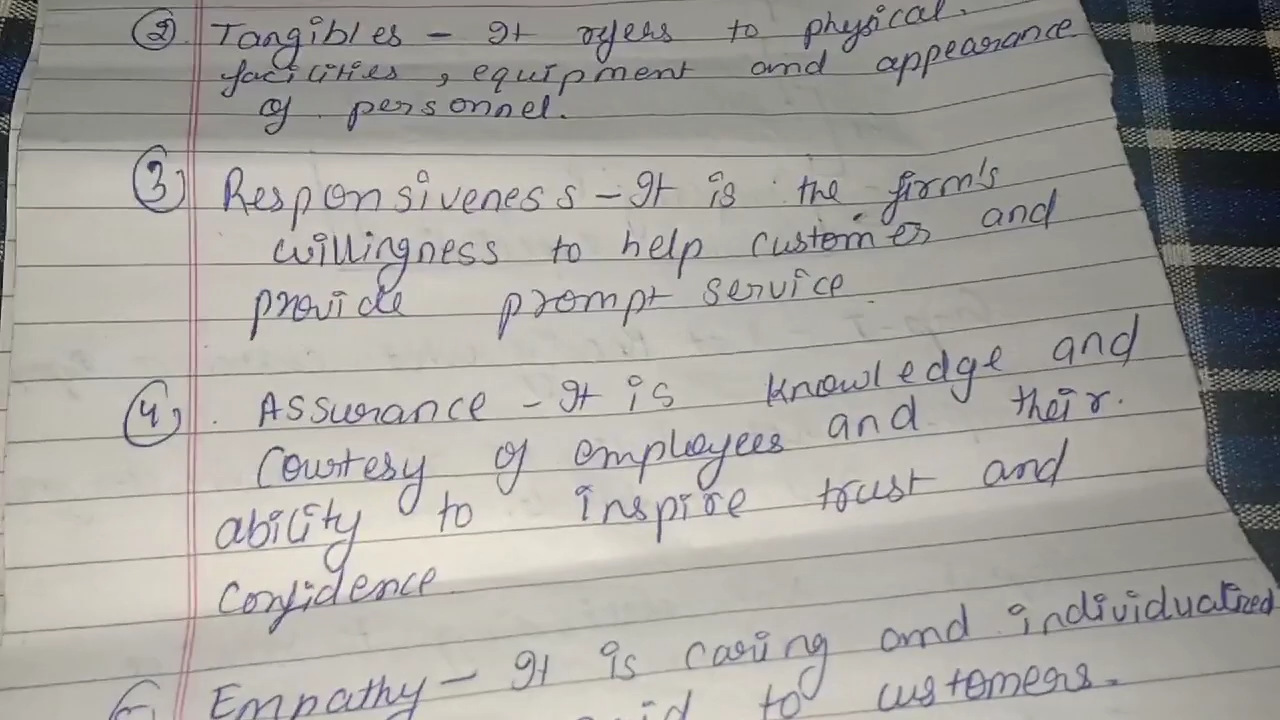 ② Tangibles - It refers to physical.
facilities, equipment and appearance
of personnel.
③ Responsiveness - It is the firm's
willingness to help customers and
provide prompt service
④ Assurance - It is knowledge and
Courtesy of employees and their.
ability to inspire trust and
Confidence
Empathy - It is caring and individualized
to customers.